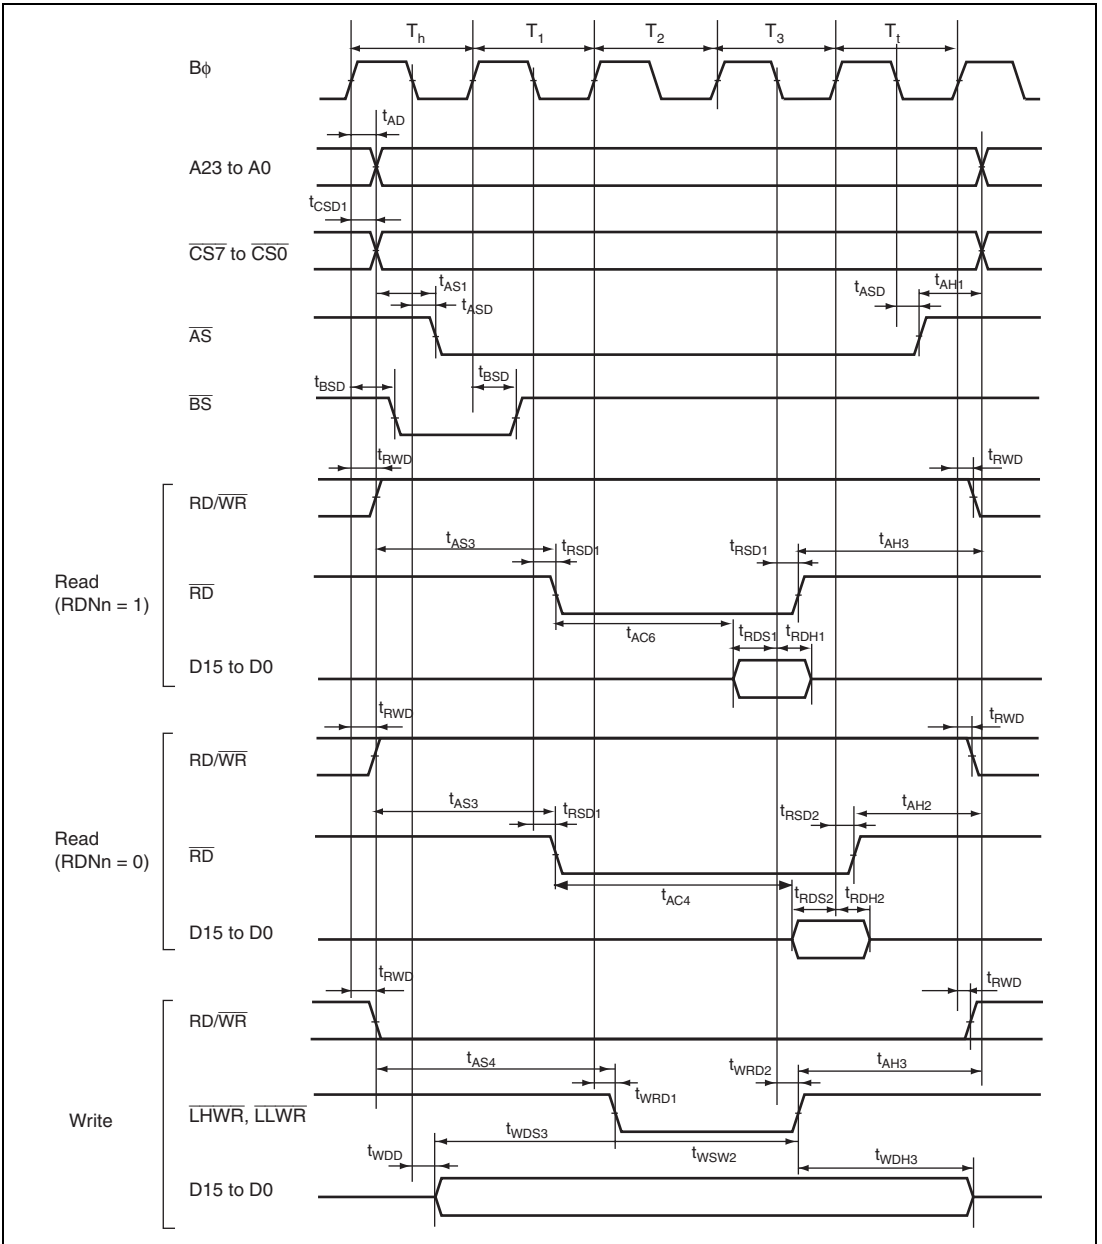 Th T1 T2 T3 Tt
Bϕ
tAD
A23 to A0
tCSD1
CS7 to CS0
tAS1 tASD tASD tAH1
AS
tBSD tBSD
BS
tRWD tRWD
RD/WR
tAS3 tRSD1 tRSD1 tAH3
Read
(RDNn = 1)
RD
tAC6 tRDS1 tRDH1
D15 to D0
tRWD tRWD
RD/WR
tAS3 tRSD1 tRSD2 tAH2
Read
(RDNn = 0)
RD
tAC4 tRDS2 tRDH2
D15 to D0
tRWD tRWD
RD/WR
tAS4 tWRD1 tWRD2 tAH3
Write
LHWR, LLWR
tWDD tWDS3 tWSW2 tWDH3
D15 to D0